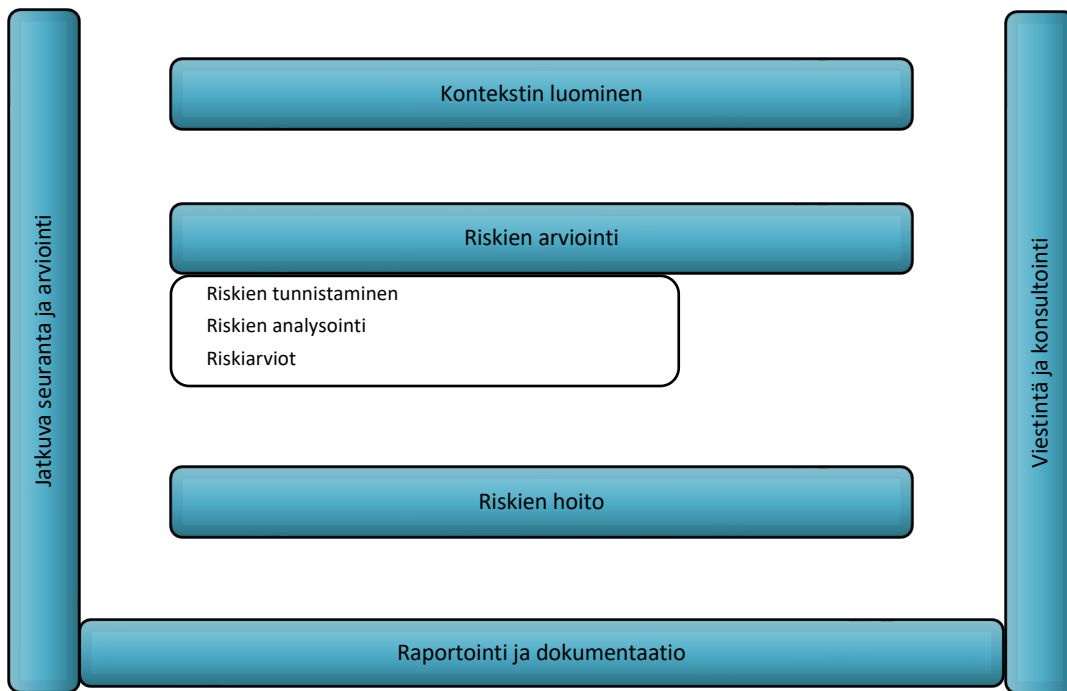 Jatkuva seuranta ja arviointi
Kontekstin luominen
Riskien arviointi
Riskien tunnistaminen
Riskien analysointi
Riskiarviot
Riskien hoito
Raportointi ja dokumentaatio
Viestintä ja konsultointi